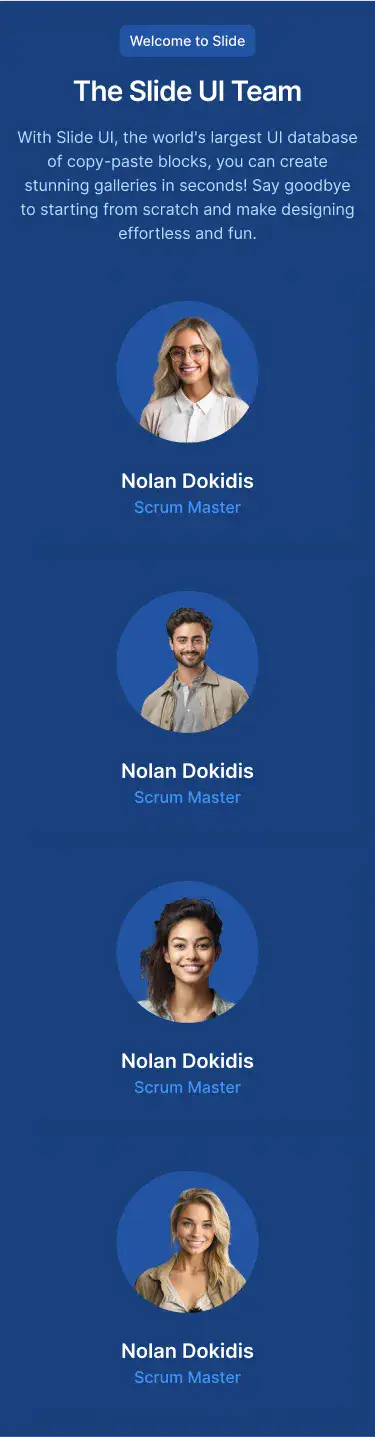 Welcome to Slide
The Slide UI Team
With Slide UI, the world's largest UI database
of copy-paste blocks, you can create
stunning galleries in seconds! Say goodbye
to starting from scratch and make designing
effortless and fun.
Nolan Dokidis
Scrum Master
Nolan Dokidis
Scrum Master
Nolan Dokidis
Scrum Master
Nolan Dokidis
Scrum Master